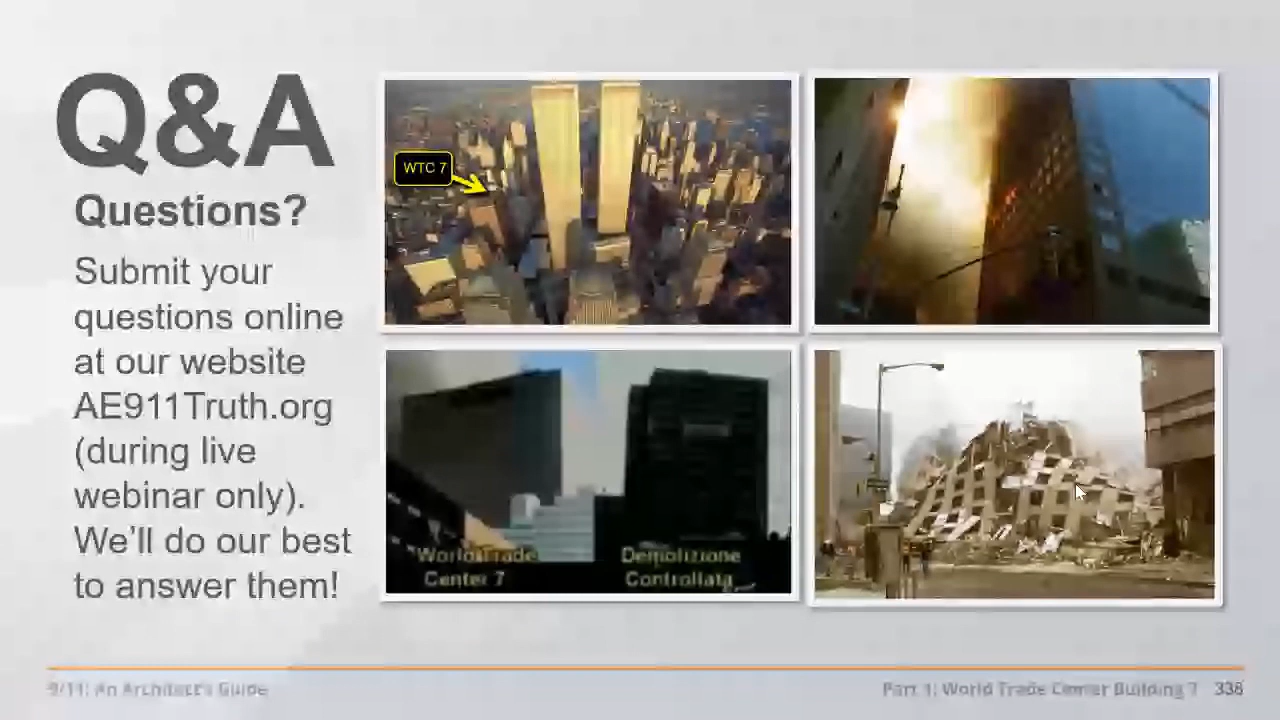 Q&A
Questions?
Submit your
questions online
at our website
AE911Truth.org
(during live
webinar only).
We'll do our best
to answer them!
WTC 7
World Trade
Center 7
Demolizione
Controllata
9/11: An Architect's Guide
Part 1: World Trade Center Building 7 336